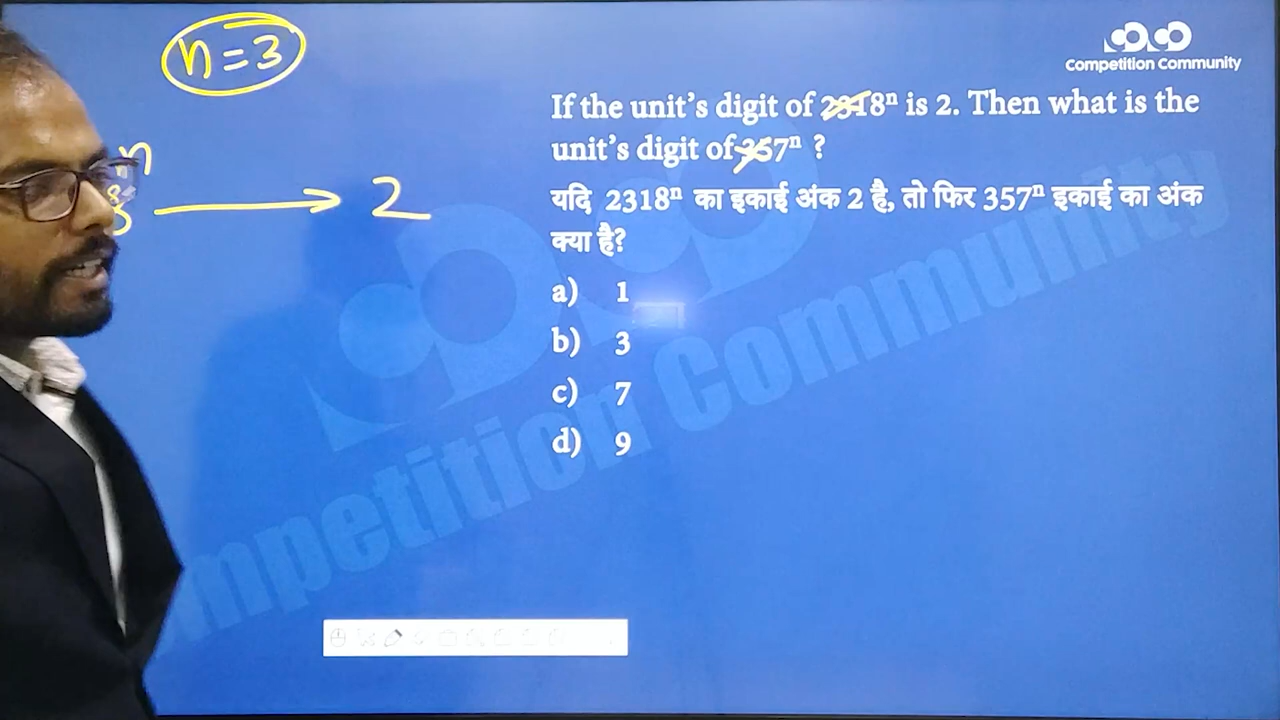 n = 3
Competition Community
If the unit's digit of 2318ⁿ is 2. Then what is the
unit's digit of 357ⁿ ?
यदि 2318ⁿ का इकाई अंक 2 है, तो फिर 357ⁿ इकाई का अंक
क्या है?
n
2
a) 1
b) 3
c) 7
d) 9
Competition Community